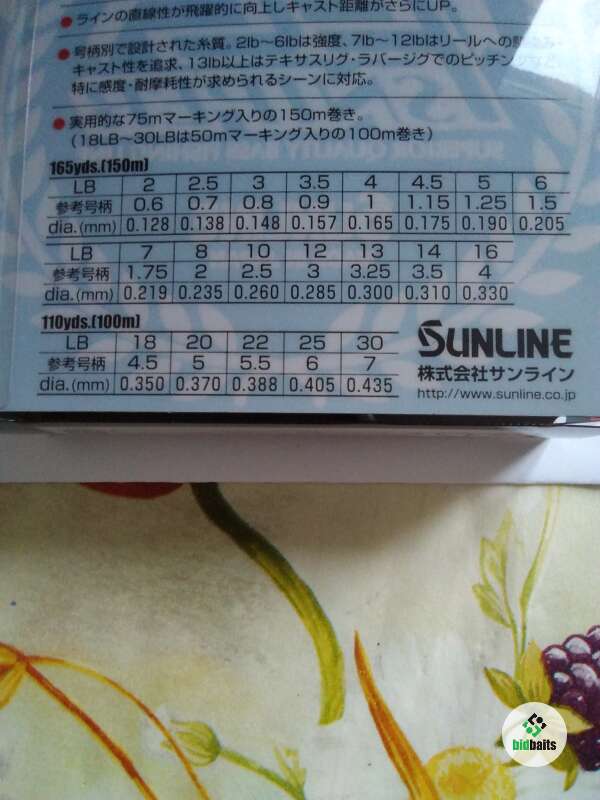 ● ラインの直線性が飛躍的に向上しキャスト距離がさらにUP。
● 号柄別で設計された糸質。2lb〜6lbは強度、7lb〜12lbはリールへの
キャスト性を追求、13lb以上はテキサスリグ・ラバージグでのピッチング
特に感度・耐摩耗性が求められるシーンに対応。
● 実用的な75mマーキング入りの150m巻き。
(18LB〜30LBは50mマーキング入りの100m巻き)
165yds.(150m)
LB 2 2.5 3 3.5 4 4.5 5 6
参考号柄 0.6 0.7 0.8 0.9 1 1.15 1.25 1.5
dia.(mm) 0.128 0.138 0.148 0.157 0.165 0.175 0.190 0.205
LB 7 8 10 12 13 14 16
参考号柄 1.75 2 2.5 3 3.25 3.5 4
dia.(mm) 0.219 0.235 0.260 0.285 0.300 0.310 0.330
110yds.(100m)
LB 18 20 22 25 30
参考号柄 4.5 5 5.5 6 7
dia.(mm) 0.350 0.370 0.388 0.405 0.435
SUNLINE
株式会社サンライン
http://www.sunline.co.jp
bidbaits